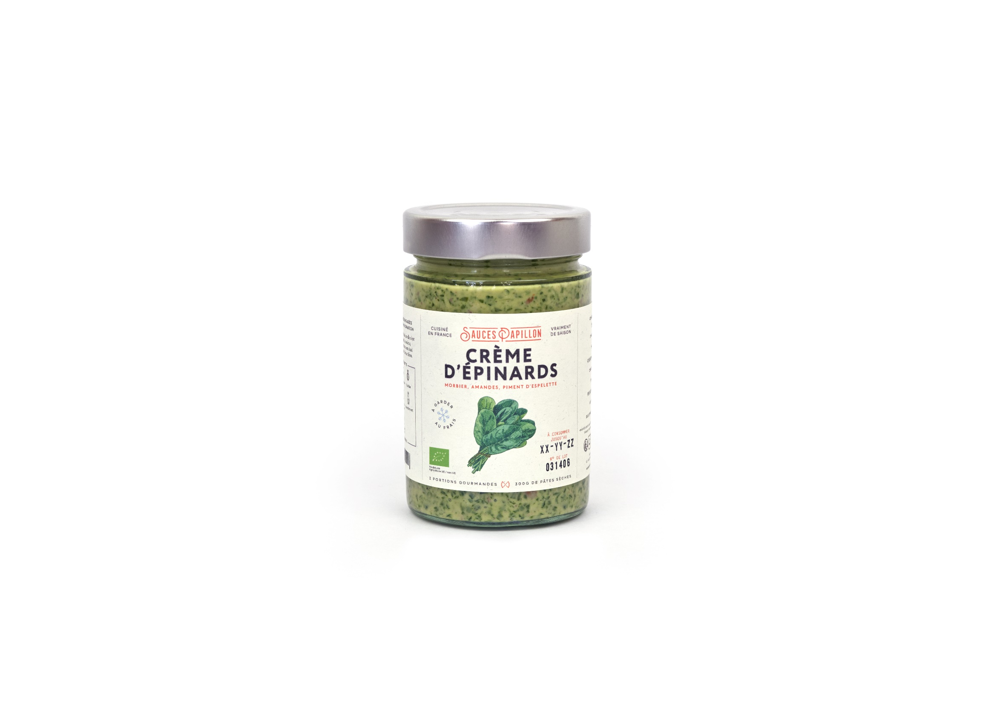 CUISINÉ
EN FRANCE
SAUCES PAPILLON
VRAIMENT
DE SAISON
CRÈME
D'ÉPINARDS
MORBIER, AMANDES, PIMENT D'ESPELETTE
À GARDER
AU FRAIS
À CONSOMMER
JUSQU'AU
XX-YY-ZZ
N° DE LOT
031406
FR-BIO-09
Agriculture UE / non UE
2 PORTIONS GOURMANDES
300G DE PÂTES SÈCHES